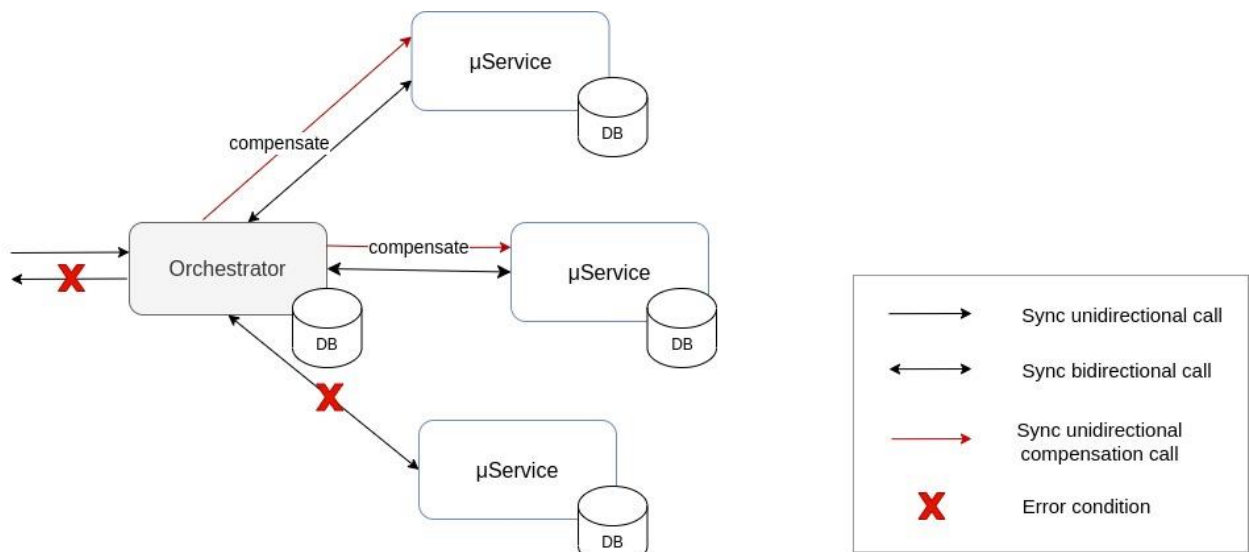 μService
DB
compensate
Orchestrator
compensate
μService
DB
DB
μService
DB
Sync unidirectional call
Sync bidirectional call
Sync unidirectional
compensation call
Error condition